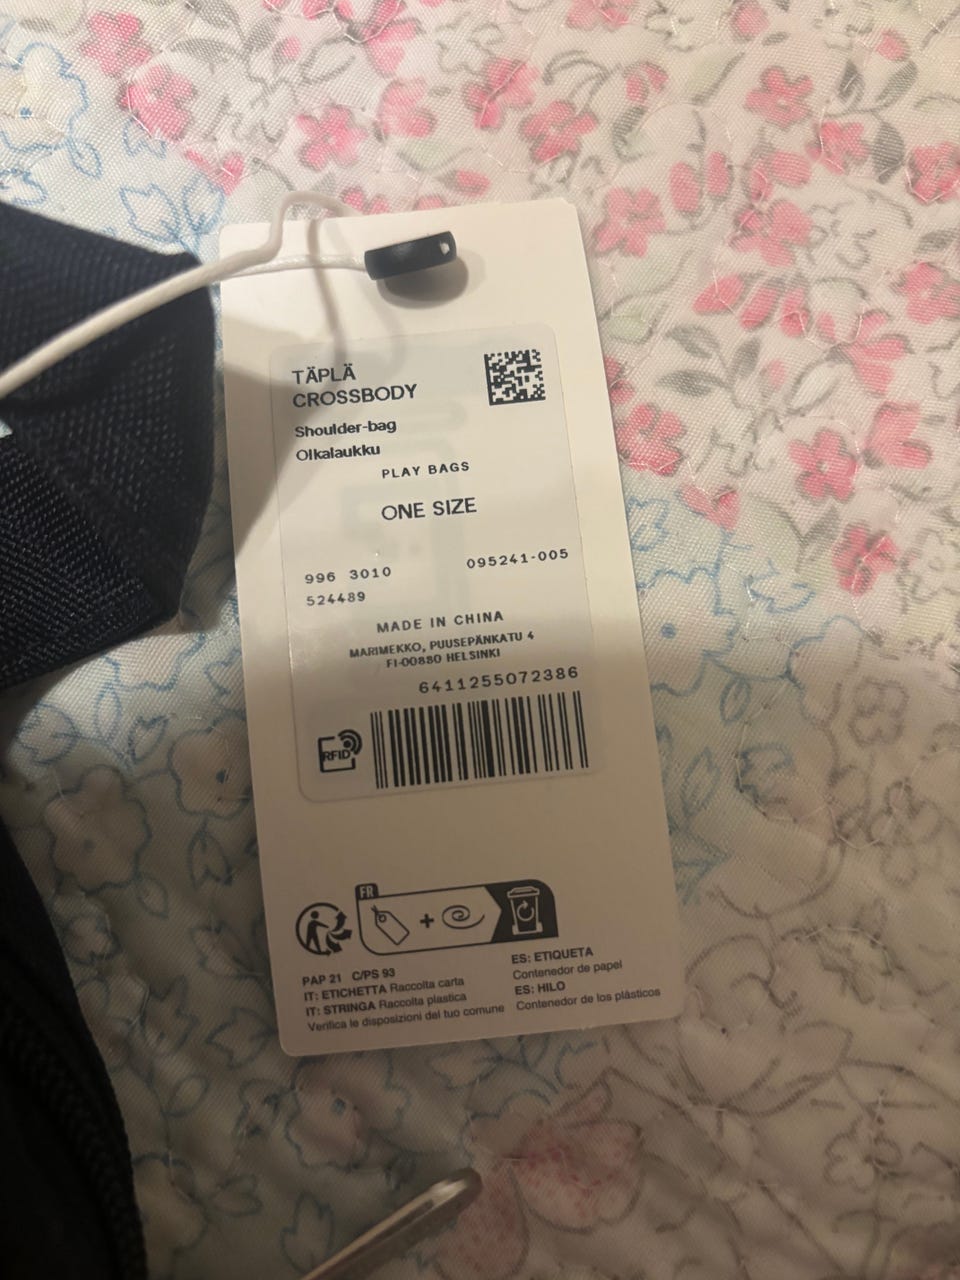 TÄPLÄ
CROSSBODY
Shoulder-bag
Olkalaukku
PLAY BAGS
ONE SIZE
996 3010 095241-005
524489
MADE IN CHINA
MARIMEKKO, PUUSEPÄNKATU 4
FI-00880 HELSINKI
6411255072386
RFID
FR
PAP 21 C/PS 93
IT: ETICHETTA Raccolta carta
IT: STRINGA Raccolta plastica
Verifica le disposizioni del tuo comune
ES: ETIQUETA
Contenedor de papel
ES: HILO
Contenedor de los plásticos